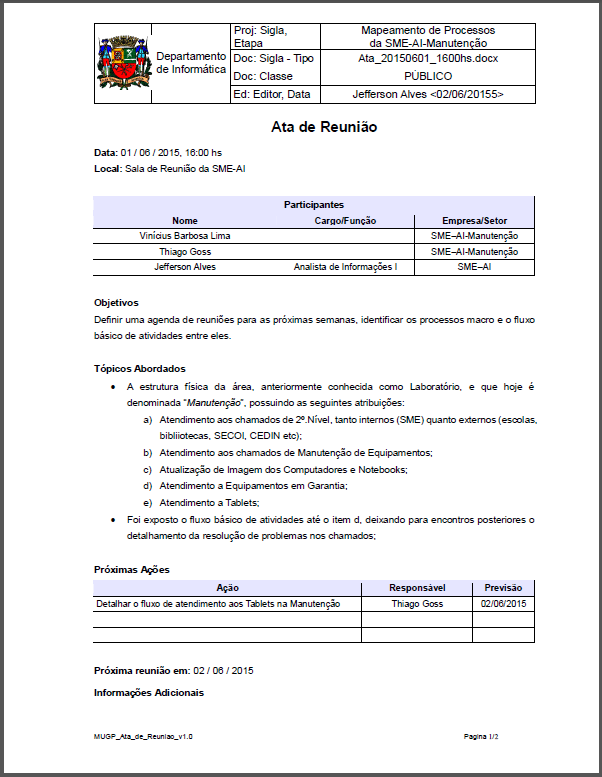 Departamento
de Informática
Proj: Sigla,
Etapa
Mapeamento de Processos
da SME-AI-Manutenção
Doc: Sigla - Tipo
Ata_20150601_1600hs.docx
Doc: Classe
PÚBLICO
Ed: Editor, Data
Jefferson Alves <02/06/20155>
Ata de Reunião
Data: 01 / 06 / 2015, 16:00 hs
Local: Sala de Reunião da SME-AI
Participantes
Nome Cargo/Função Empresa/Setor
Vinícius Barbosa Lima SME–AI-Manutenção
Thiago Goss SME–AI-Manutenção
Jefferson Alves Analista de Informações I SME–AI
Objetivos
Definir uma agenda de reuniões para as próximas semanas, identificar os processos macro e o fluxo
básico de atividades entre eles.
Tópicos Abordados
• A estrutura física da área, anteriormente conhecida como Laboratório, e que hoje é
denominada “Manutenção”, possuindo as seguintes atribuições:
a) Atendimento aos chamados de 2º.Nível, tanto internos (SME) quanto externos (escolas,
bibliiotecas, SECOI, CEDIN etc);
b) Atendimento aos chamados de Manutenção de Equipamentos;
c) Atualização de Imagem dos Computadores e Notebooks;
d) Atendimento a Equipamentos em Garantia;
e) Atendimento a Tablets;
• Foi exposto o fluxo básico de atividades até o item d, deixando para encontros posteriores o
detalhamento da resolução de problemas nos chamados;
Próximas Ações
Ação Responsável Previsão
Detalhar o fluxo de atendimento aos Tablets na Manutenção Thiago Goss 02/06/2015
Próxima reunião em: 02 / 06 / 2015
Informações Adicionais
MUGP_Ata_de_Reuniao_v1.0 Pagina 1/2